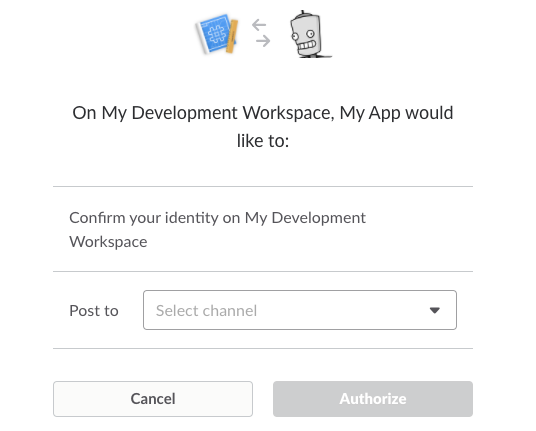 On My Development Workspace, My App would
like to:
Confirm your identity on My Development
Workspace
Post to
Select channel
Cancel
Authorize